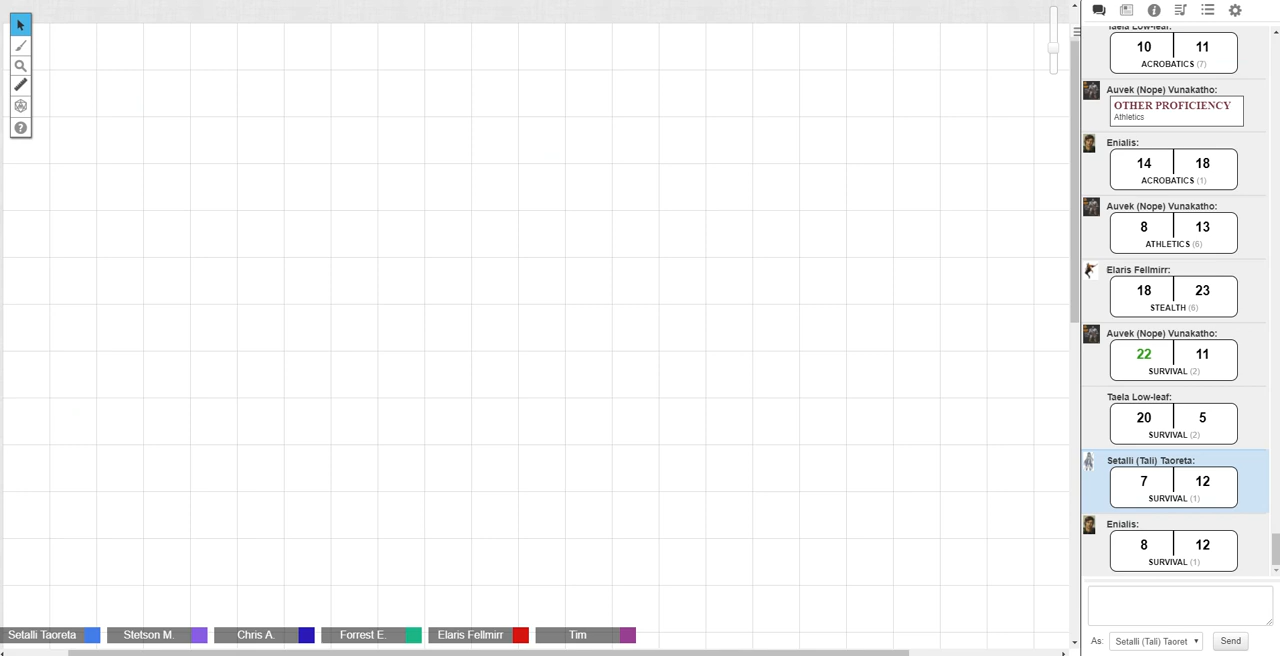 Taela Low-leaf:
10 11
ACROBATICS (7)
Auvek (Nope) Vunakatho:
OTHER PROFICIENCY
Athletics
Enialis:
14 18
ACROBATICS (1)
Auvek (Nope) Vunakatho:
8 13
ATHLETICS (6)
Elaris Fellmirr:
18 23
STEALTH (6)
Auvek (Nope) Vunakatho:
22 11
SURVIVAL (2)
Taela Low-leaf:
20 5
SURVIVAL (2)
Setalli (Tali) Taoreta:
7 12
SURVIVAL (1)
Enialis:
8 12
SURVIVAL (1)
As: Setalli (Tali) Taoret Send
Setalli Taoreta Stetson M. Chris A. Forrest E. Elaris Fellmirr Tim